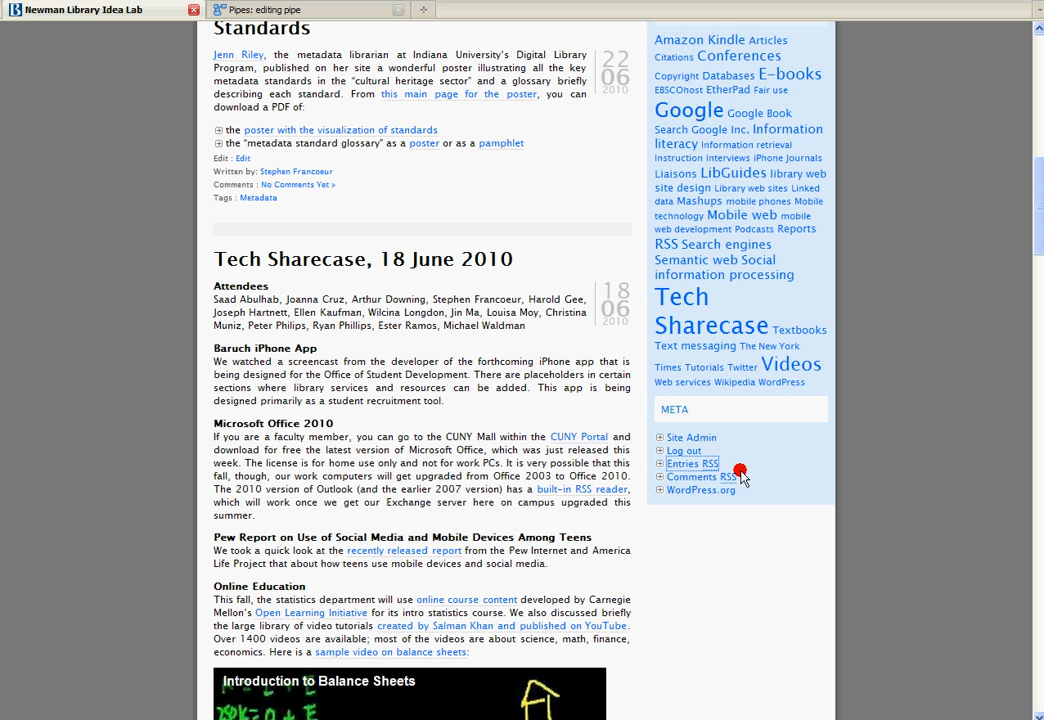 Newman Library Idea Lab
Pipes: editing pipe
Standards
Jenn Riley, the metadata librarian at Indiana University's Digital Library
Program, published on her site a wonderful poster illustrating all the key
metadata standards in the “cultural heritage sector” and a glossary briefly
describing each standard. From this main page for the poster, you can
download a PDF of:
22
06
2010
the poster with the visualization of standards
the “metadata standard glossary” as a poster or as a pamphlet
Edit : Edit
Written by: Stephen Francoeur
Comments : No Comments Yet »
Tags : Metadata
Tech Sharecase, 18 June 2010
Attendees
Saad Abulhab, Joanna Cruz, Arthur Downing, Stephen Francoeur, Harold Gee,
Joseph Hartnett, Ellen Kaufman, Wilcina Longdon, Jin Ma, Louisa Moy, Christina
Muniz, Peter Philips, Ryan Phillips, Ester Ramos, Michael Waldman
18
06
2010
Baruch iPhone App
We watched a screencast from the developer of the forthcoming iPhone app that is
being designed for the Office of Student Development. There are placeholders in certain
sections where library services and resources can be added. This app is being
designed primarily as a student recruitment tool.
Microsoft Office 2010
If you are a faculty member, you can go to the CUNY Mall within the CUNY Portal and
download for free the latest version of Microsoft Office, which was just released this
week. The license is for home use only and not for work PCs. It is very possible that this
fall, though, our work computers will get upgraded from Office 2003 to Office 2010.
The 2010 version of Outlook (and the earlier 2007 version) has a built-in RSS reader,
which will work once we get our Exchange server here on campus upgraded this
summer.
Pew Report on Use of Social Media and Mobile Devices Among Teens
We took a quick look at the recently released report from the Pew Internet and America
Life Project that about how teens use mobile devices and social media.
Online Education
This fall, the statistics department will use online course content developed by Carnegie
Mellon's Open Learning Initiative for its intro statistics course. We also discussed briefly
the large library of video tutorials created by Salman Khan and published on YouTube.
Over 1400 videos are available; most of the videos are about science, math, finance,
economics. Here is a sample video on balance sheets:
Introduction to Balance Sheets
Amazon Kindle Articles
Citations Conferences
Copyright Databases E-books
EBSCOhost EtherPad Fair use
Google Google Book
Search Google Inc. Information
literacy Information retrieval
Instruction Interviews iPhone Journals
Liaisons LibGuides library web
site design Library web sites Linked
data Mashups mobile phones Mobile
technology Mobile web mobile
web development Podcasts Reports
RSS Search engines
Semantic web Social
information processing
Tech
Sharecase Textbooks
Text messaging The New York
Times Tutorials Twitter Videos
Web services Wikipedia WordPress
META
Site Admin
Log out
Entries RSS
Comments RSS
WordPress.org